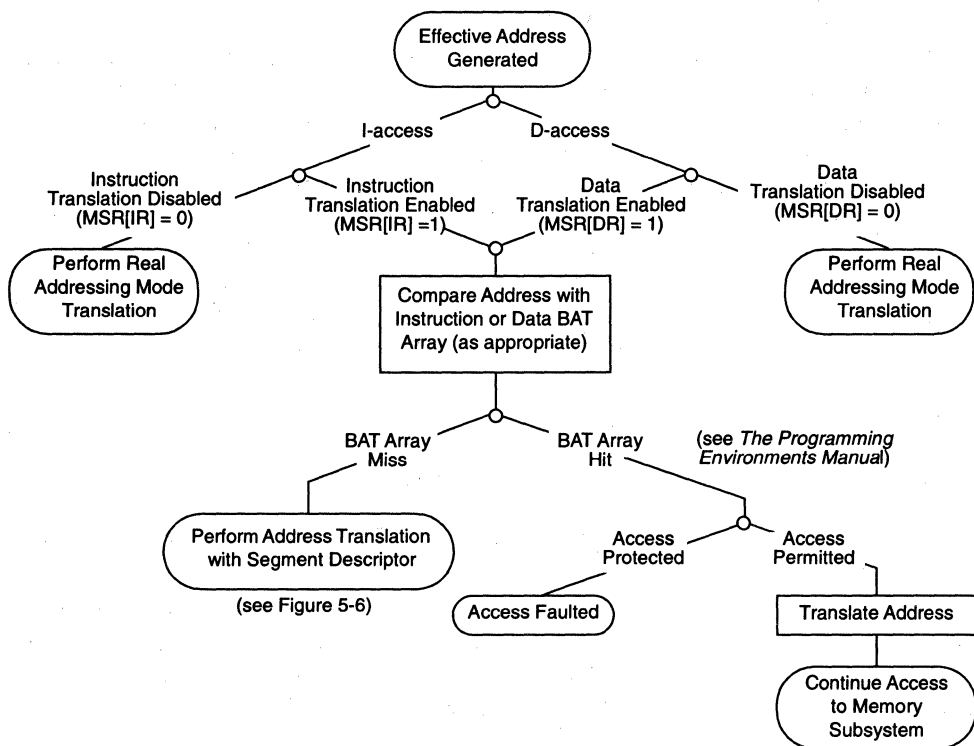 Effective Address
Generated
I-access
D-access
Instruction
Translation Disabled
(MSR[IR] = 0)
Instruction
Translation Enabled
(MSR[IR] =1)
Data
Translation Enabled
(MSR[DR] = 1)
Data
Translation Disabled
(MSR[DR] = 0)
Perform Real
Addressing Mode
Translation
Compare Address with
Instruction or Data BAT
Array (as appropriate)
Perform Real
Addressing Mode
Translation
BAT Array
Miss
BAT Array
Hit
(see The Programming
Environments Manual)
Perform Address Translation
with Segment Descriptor
(see Figure 5-6)
Access
Protected
Access
Permitted
Access Faulted
Translate Address
Continue Access
to Memory
Subsystem